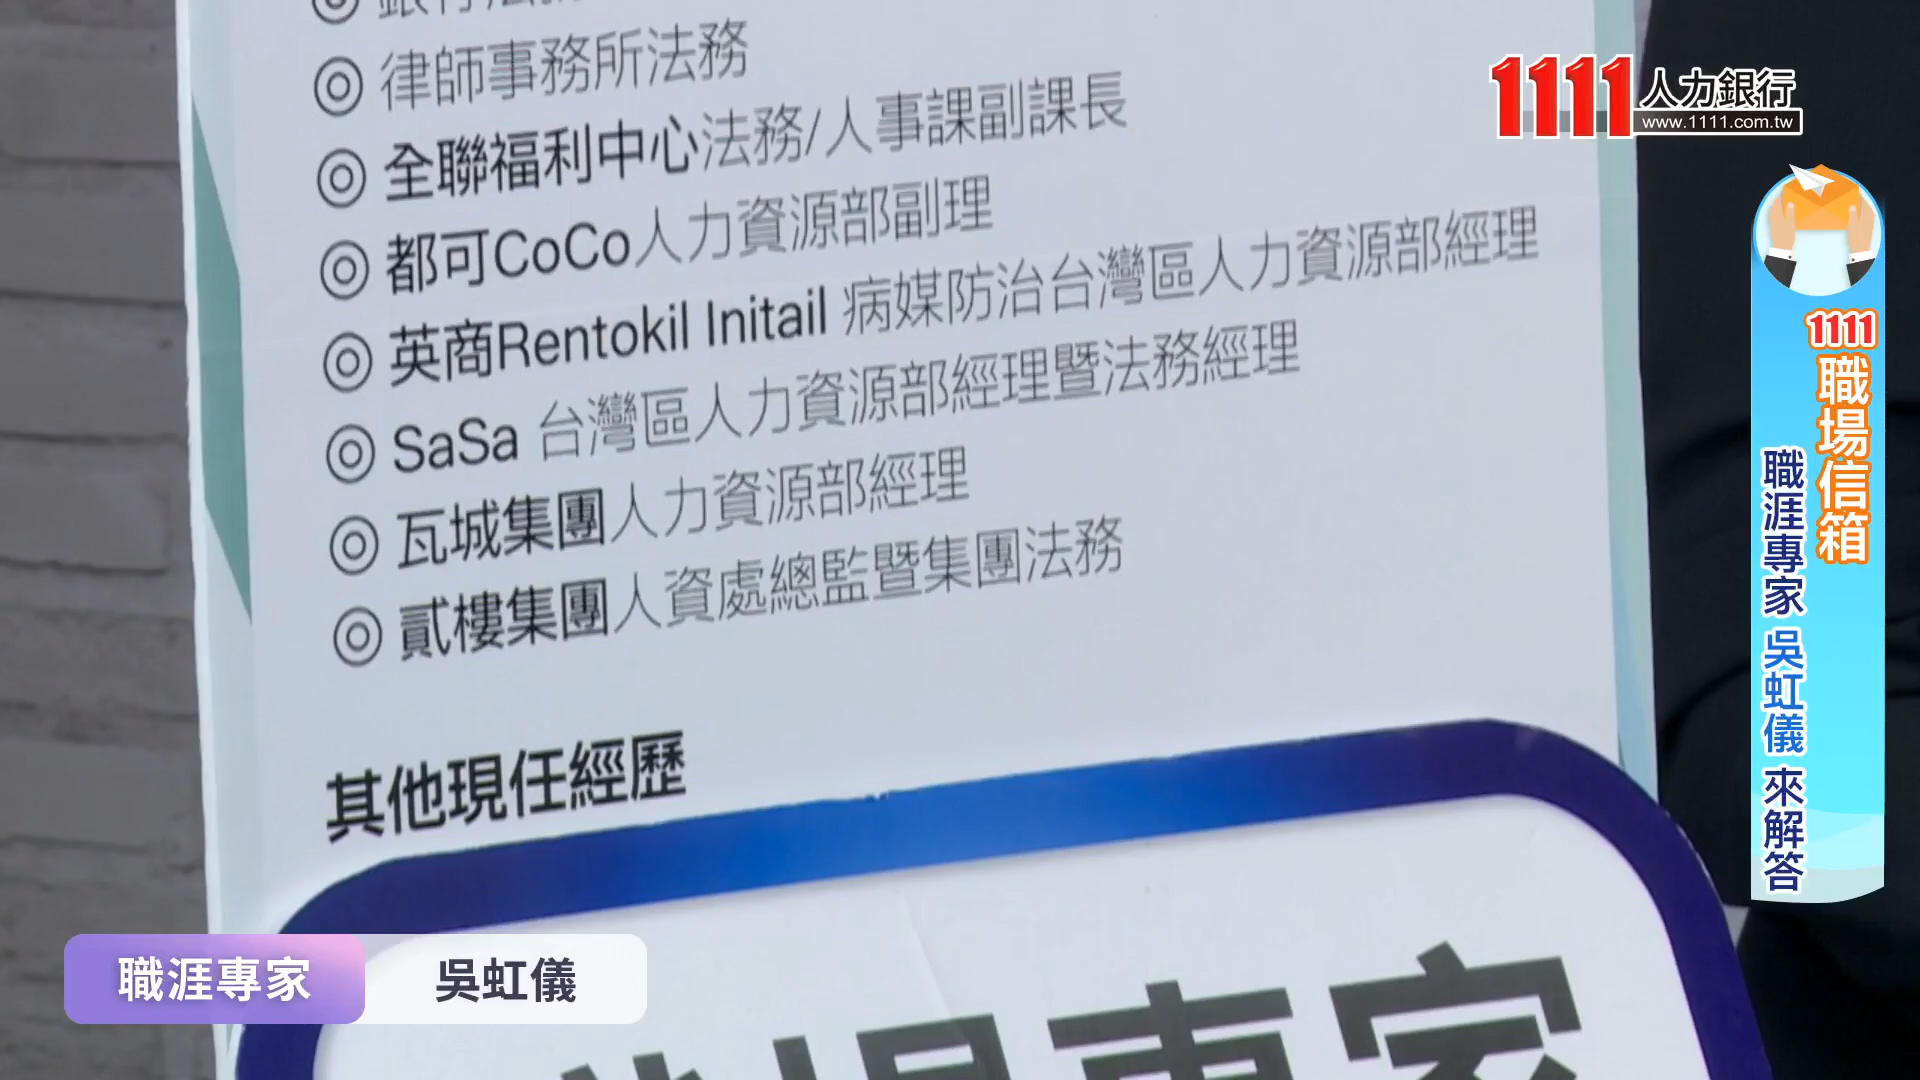 律師事務所法務
全聯福利中心法務/人事課副課長
都可CoCo人力資源部副理
英商Rentokil Initail 病媒防治台灣區人力資源部經理
SaSa 台灣區人力資源部經理暨法務經理
瓦城集團人力資源部經理
貳樓集團人資處總監暨集團法務
其他現任經歷
專家
1111人力銀行
www.1111.com.tw
1111職場信箱
職涯專家 吳虹儀 來解答
職涯專家
吳虹儀